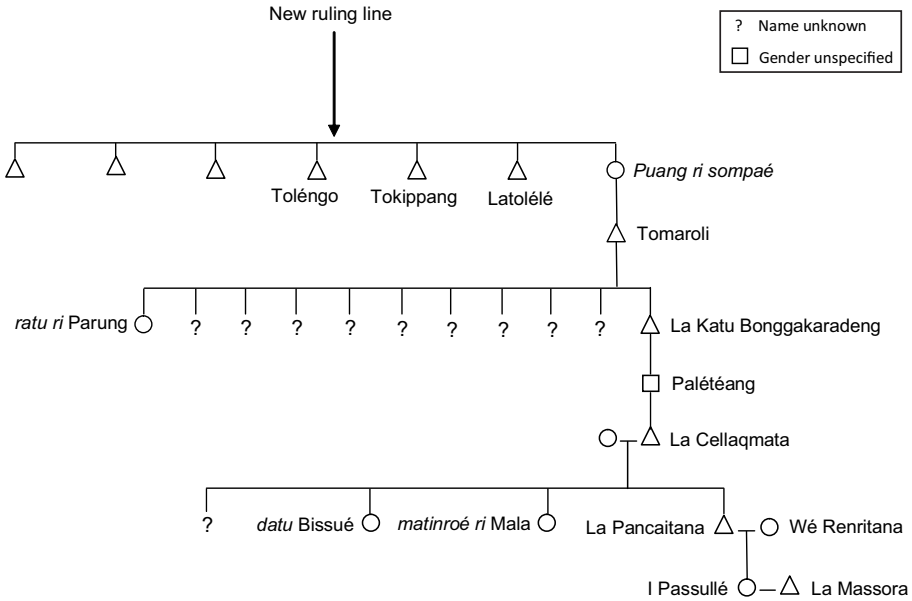 New ruling line
? Name unknown
Gender unspecified
Puang ri sompaé
Toléngo Tokippang Latolélé
Tomaroli
ratu ri Parung ? ? ? ? ? ? ? ? ? La Katu Bonggakaradeng
Palétéang
La Cellaqmata
? datu Bissué matinroé ri Mala La Pancaitana Wé Renritana
I Passullé La Massora